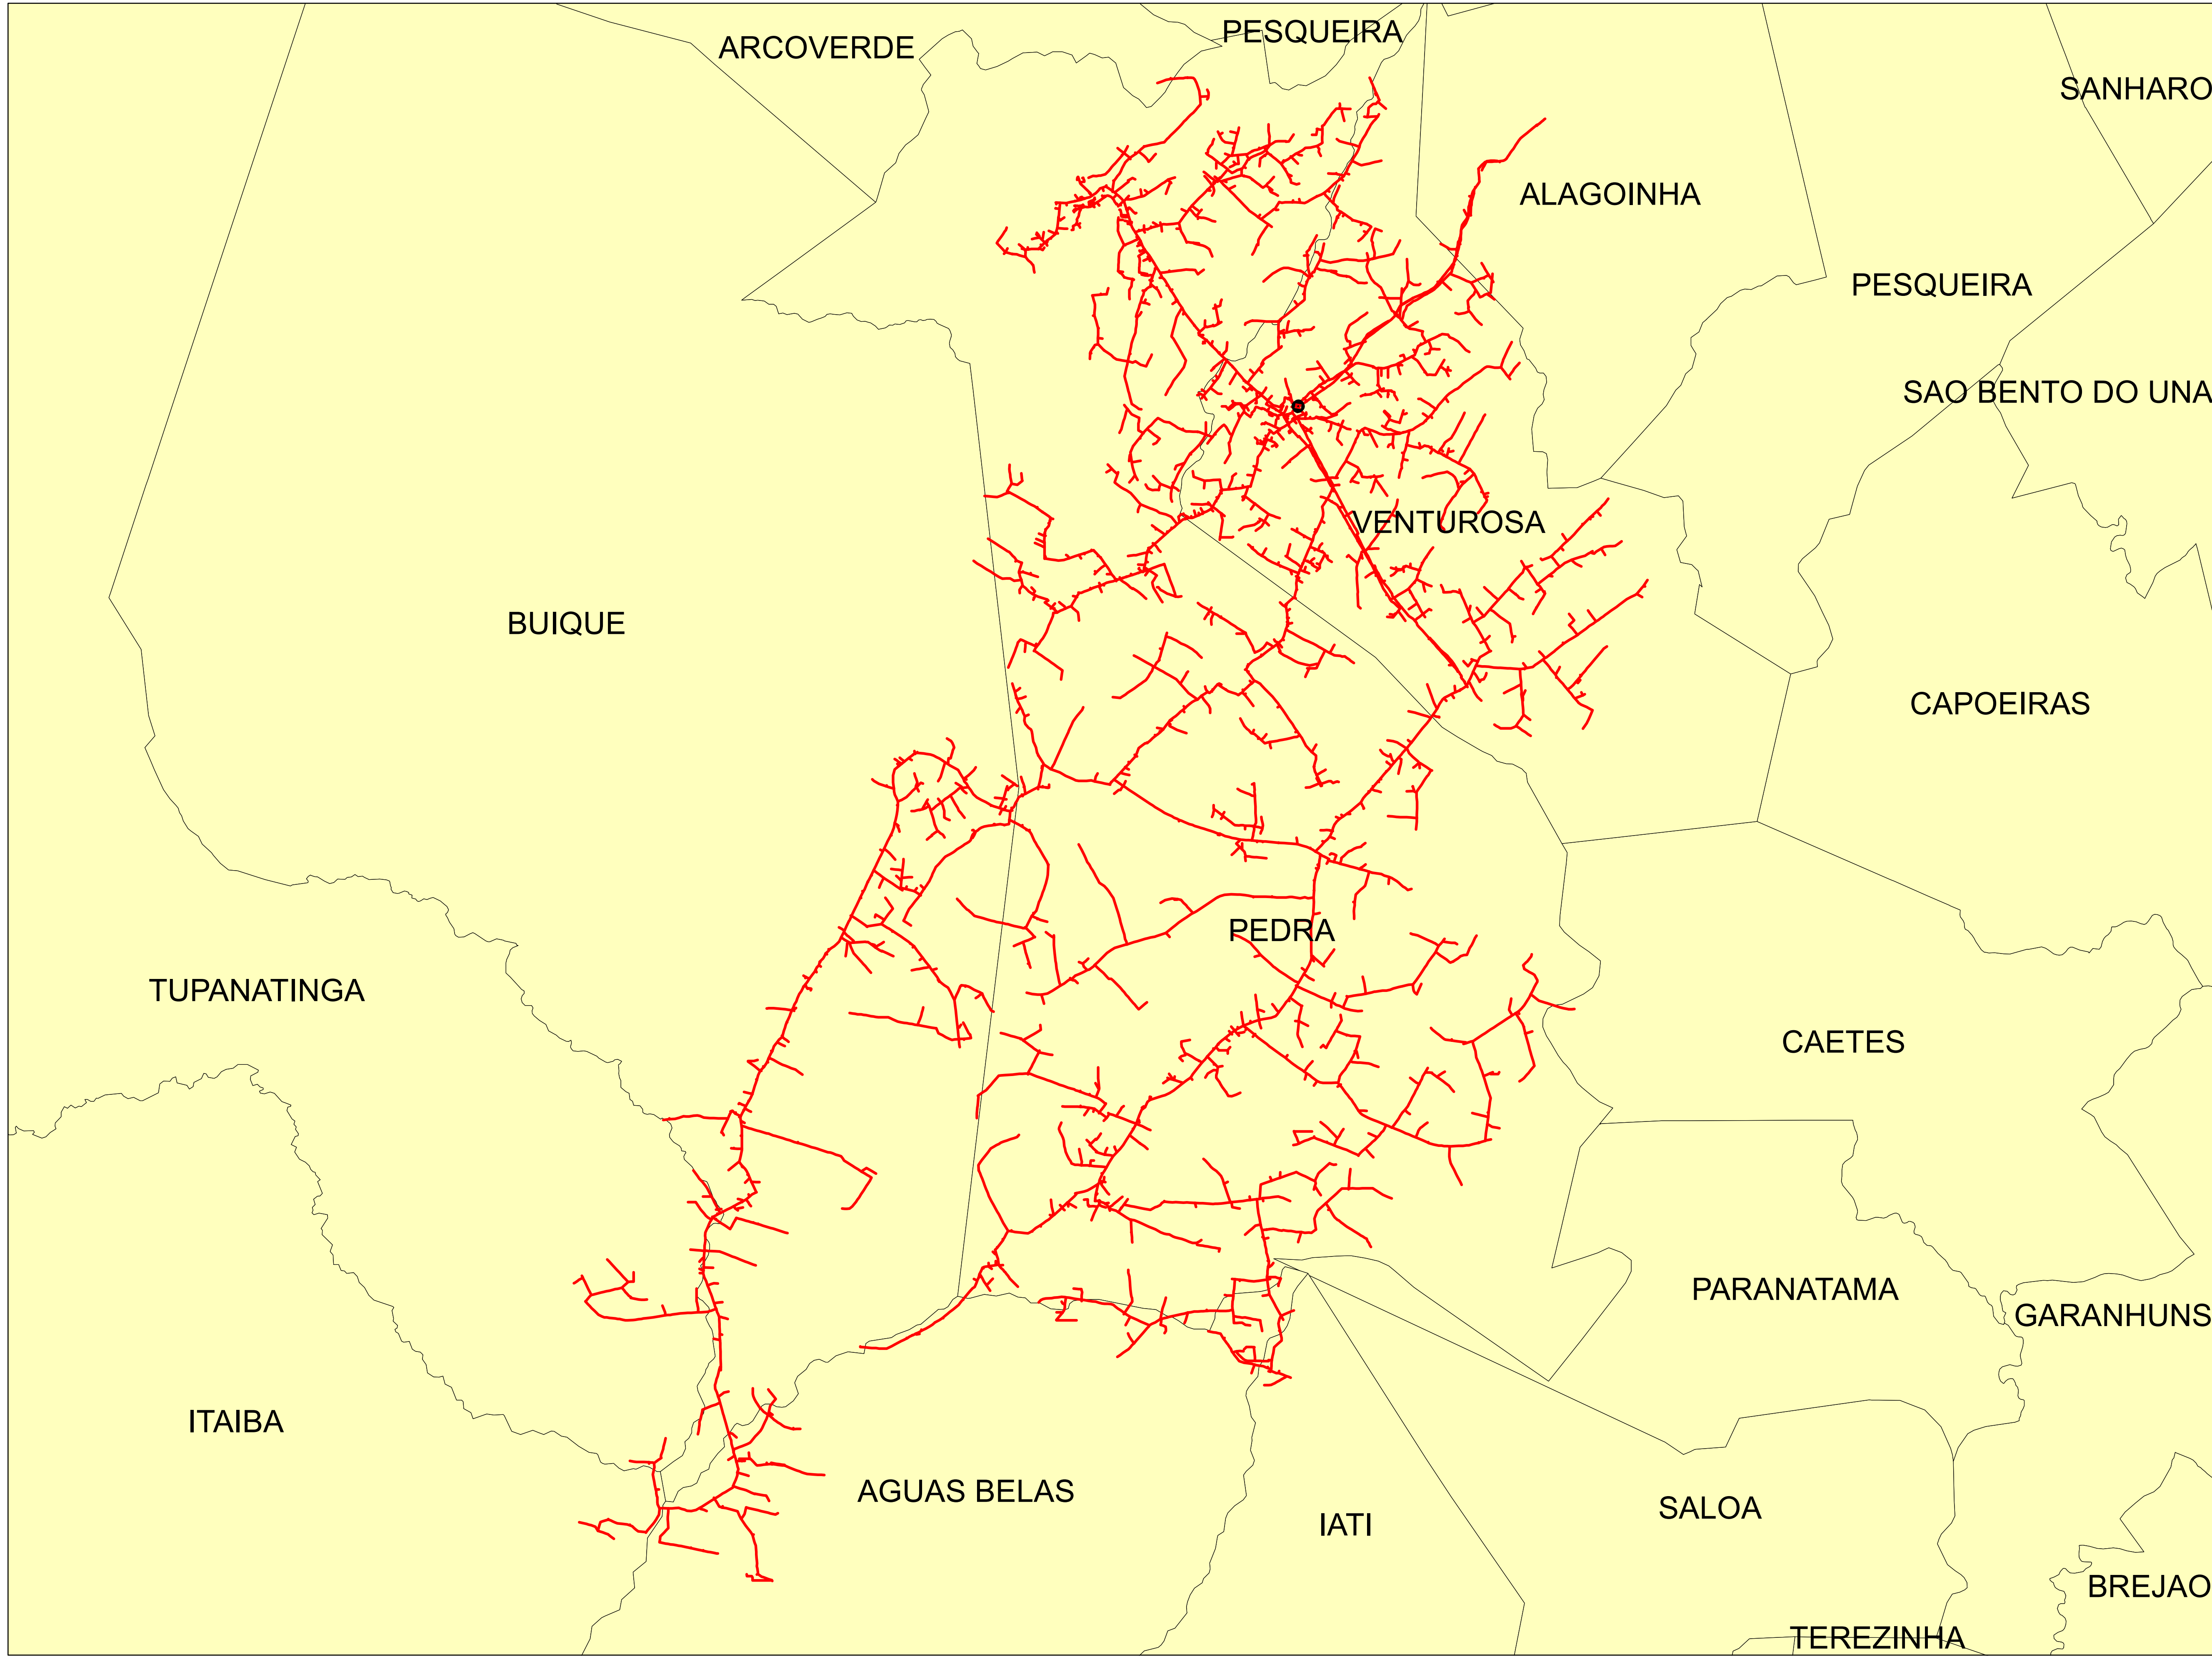 PESQUEIRA
ARCOVERDE
SANHARO
ALAGOINHA
PESQUEIRA
SAO BENTO DO UNA
VENTUROSA
BUIQUE
CAPOEIRAS
PEDRA
TUPANATINGA
CAETES
PARANATAMA
GARANHUNS
ITAIBA
AGUAS BELAS
SALOA
IATI
BREJAO
TEREZINHA